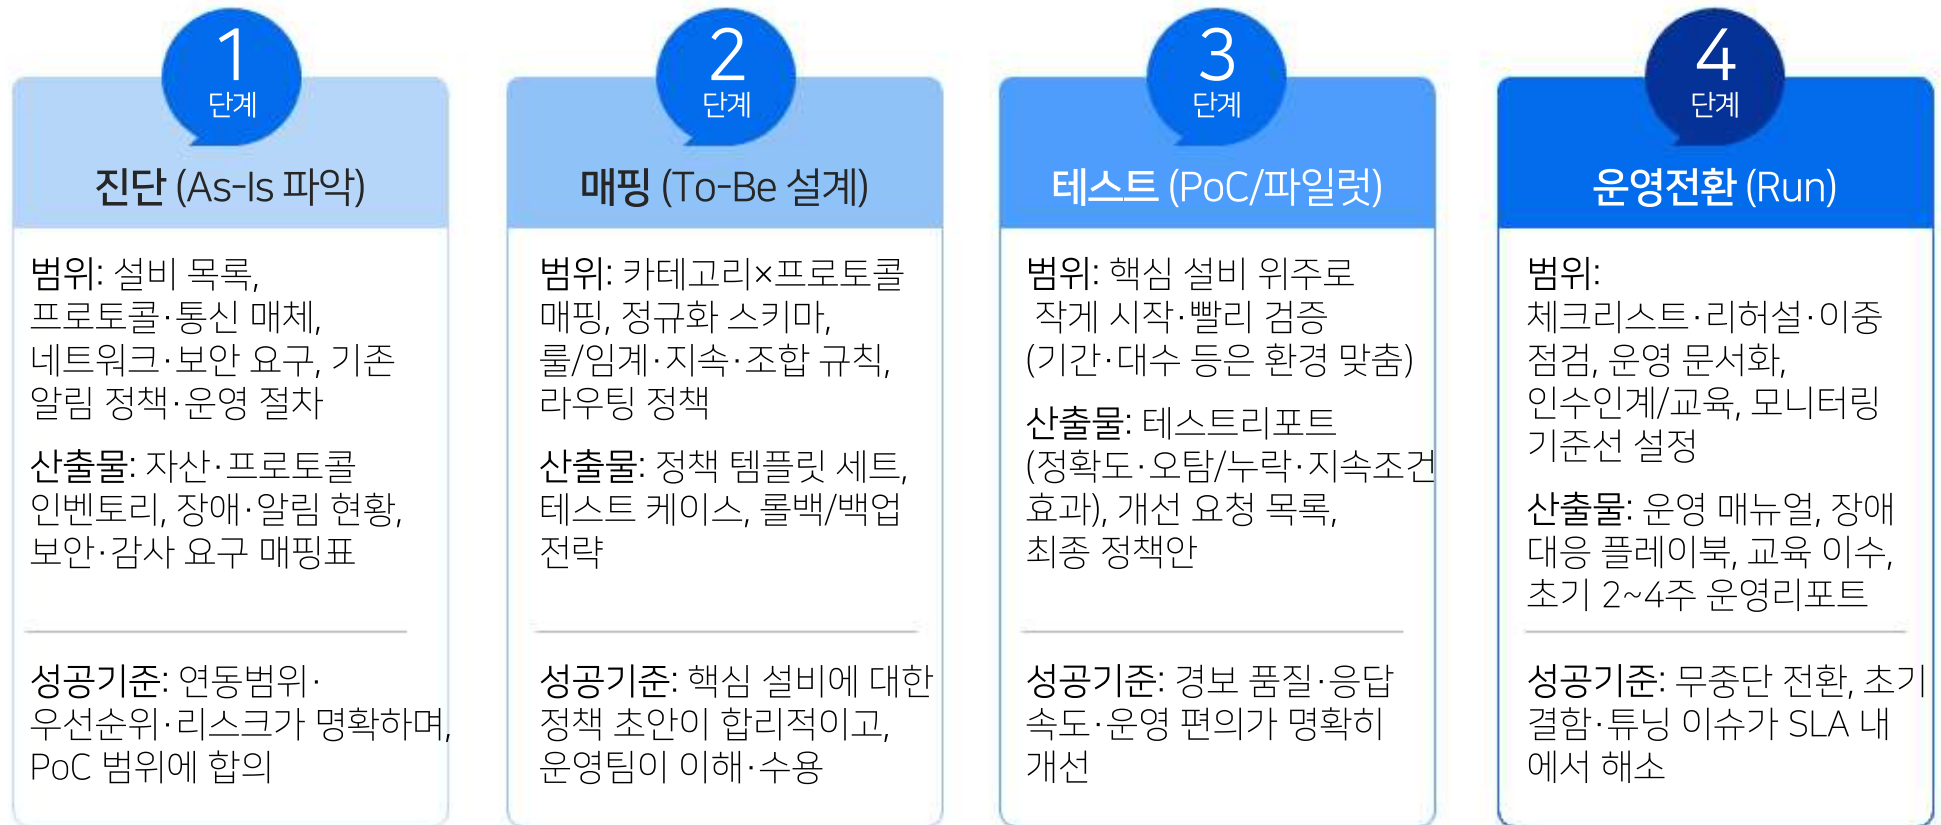 1
단계
진단 (As-Is 파악)
범위: 설비 목록,
프로토콜·통신 매체,
네트워크·보안 요구, 기존
알림 정책·운영 절차
산출물: 자산·프로토콜
인벤토리, 장애·알림 현황,
보안·감사 요구 매핑표
성공기준: 연동범위·
우선순위·리스크가 명확하며,
PoC 범위에 합의
2
단계
매핑 (To-Be 설계)
범위: 카테고리×프로토콜
매핑, 정규화 스키마,
룰/임계·지속·조합 규칙,
라우팅 정책
산출물: 정책 템플릿 세트,
테스트 케이스, 롤백/백업
전략
성공기준: 핵심 설비에 대한
정책 초안이 합리적이고,
운영팀이 이해·수용
3
단계
테스트 (PoC/파일럿)
범위: 핵심 설비 위주로
작게 시작·빨리 검증
(기간·대수 등은 환경 맞춤)
산출물: 테스트리포트
(정확도·오탐/누락·지속조건
효과), 개선 요청 목록,
최종 정책안
성공기준: 경보 품질·응답
속도·운영 편의가 명확히
개선
4
단계
운영전환 (Run)
범위:
체크리스트·리허설·이중
점검, 운영 문서화,
인수인계/교육, 모니터링
기준선 설정
산출물: 운영 매뉴얼, 장애
대응 플레이북, 교육 이수,
초기 2~4주 운영리포트
성공기준: 무중단 전환, 초기
결함·튜닝 이슈가 SLA 내
에서 해소